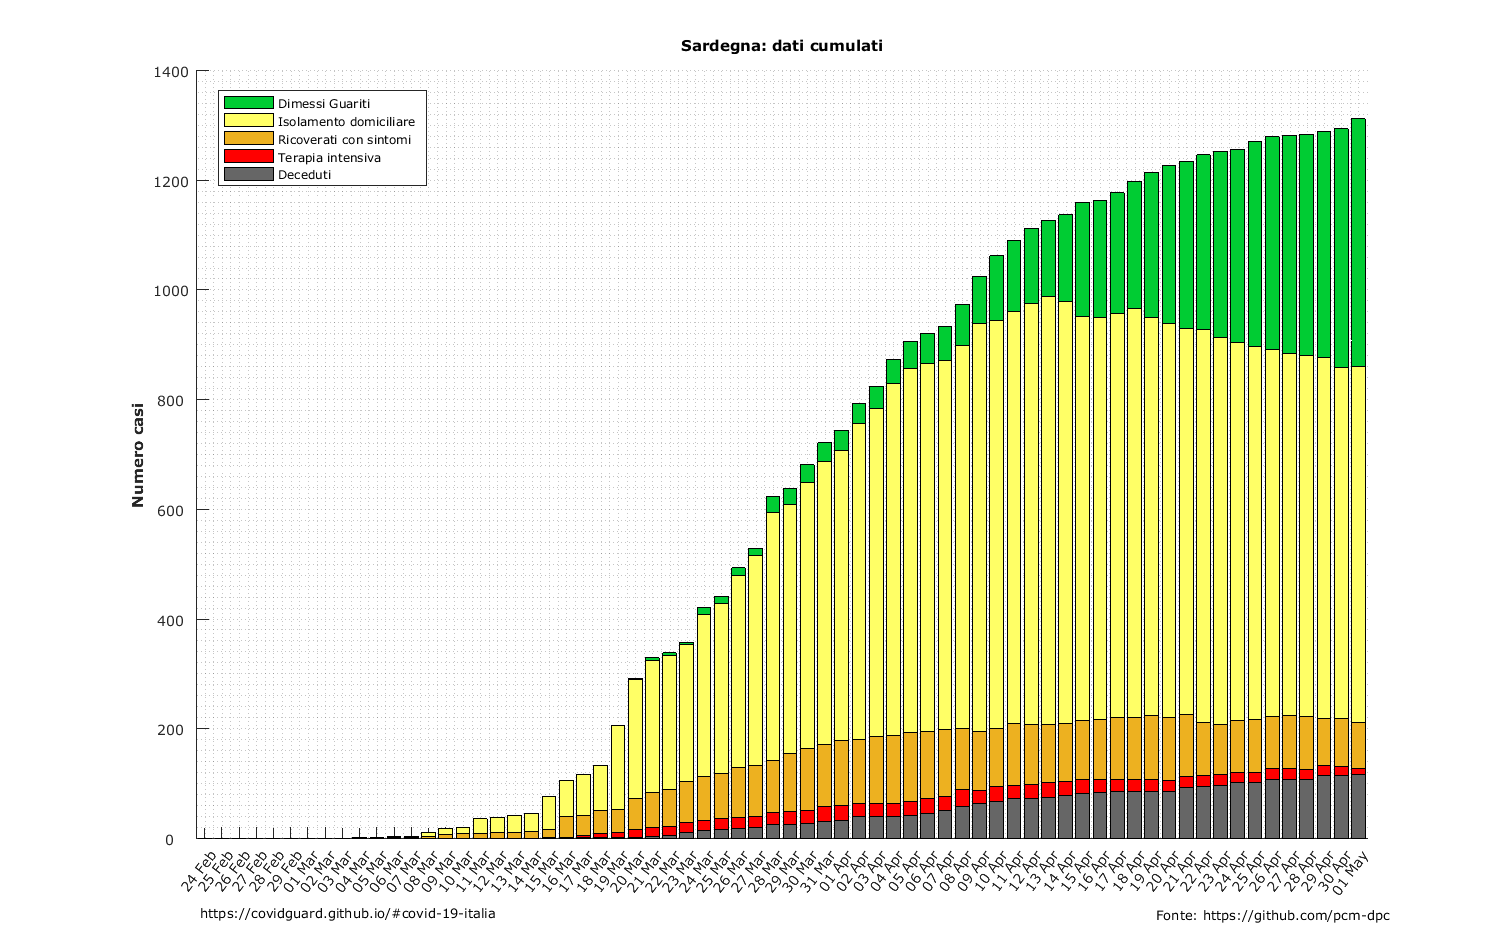 Sardegna: dati cumulati
1400
1200
1000
800
600
400
200
0
Numero casi
Dimessi Guariti
Isolamento domiciliare
Ricoverati con sintomi
Terapia intensiva
Deceduti
24 Feb
25 Feb
26 Feb
27 Feb
28 Feb
29 Feb
01 Mar
02 Mar
03 Mar
04 Mar
05 Mar
06 Mar
07 Mar
08 Mar
09 Mar
10 Mar
11 Mar
12 Mar
13 Mar
14 Mar
15 Mar
16 Mar
17 Mar
18 Mar
19 Mar
20 Mar
21 Mar
22 Mar
23 Mar
24 Mar
25 Mar
26 Mar
27 Mar
28 Mar
29 Mar
30 Mar
31 Mar
01 Apr
02 Apr
03 Apr
04 Apr
05 Apr
06 Apr
07 Apr
08 Apr
09 Apr
10 Apr
11 Apr
12 Apr
13 Apr
14 Apr
15 Apr
16 Apr
17 Apr
18 Apr
19 Apr
20 Apr
21 Apr
22 Apr
23 Apr
24 Apr
25 Apr
26 Apr
27 Apr
28 Apr
29 Apr
30 Apr
01 May
https://covidguard.github.io/#covid-19-italia
Fonte: https://github.com/pcm-dpc